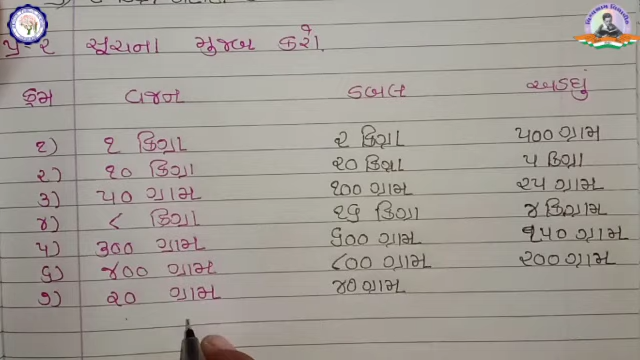 પ્ર-૨ સૂચના મુજબ કરો.
ક્રમ વજન ડબલ અડધું
૧) ૧ કિગ્રા ૨ કિગ્રા ૫૦૦ ગ્રામ
૨) ૧૦ કિગ્રા ૨૦ કિગ્રા ૫ કિગ્રા
૩) ૫૦ ગ્રામ ૧૦૦ ગ્રામ ૨૫ ગ્રામ
૪) ૮ કિગ્રા ૧૬ કિગ્રા ૪ કિગ્રામ
૫) ૩૦૦ ગ્રામ ૬૦૦ ગ્રામ ૧૫૦ ગ્રામ
૬) ૪૦૦ ગ્રામ ૮૦૦ ગ્રામ ૨૦૦ ગ્રામ
૭) ૨૦ ગ્રામ ૪૦ ગ્રામ